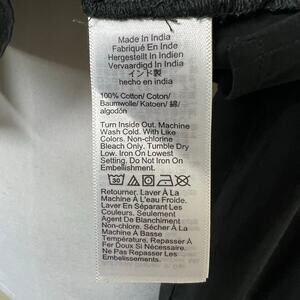 Made In India
Fabriqué En Inde
Hergestellt In Indien
Vervaardigd In India
インド製
hecho en india
100% Cotton/ Coton/
Baumwolle/ Katoen/ 綿/
algodón
Turn Inside Out. Machine
Wash Cold. With Like
Colors. Non-chlorine
Bleach Only. Tumble Dry
Low. Iron On Lowest
Setting. Do Not Iron On
Embellishment.
30
Retourner. Laver À La
Machine À L'eau Froide.
Laver En Séparant Les
Couleurs. Seulement
Agent De Blanchiment
Non-chlore. Sécher À La
Machine À Basse
Température. Repasser À
Fer Doux Si Nécessaire.
Ne Pas Repasser Sur